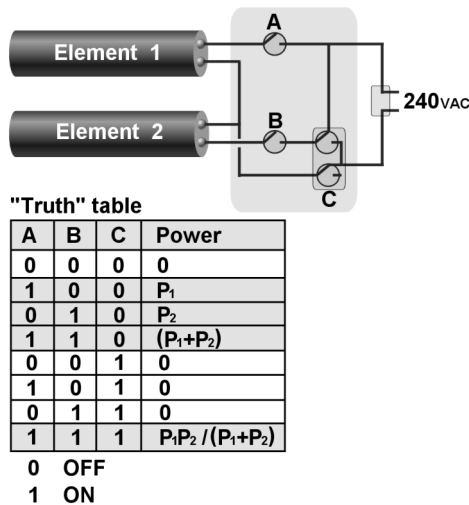 A
Element 1
240VAC
B
Element 2
C
"Truth" table
A B C Power
0 0 0 0
1 0 0 P₁
0 1 0 P₂
1 1 0 (P₁+P₂)
0 0 1 0
1 0 1 0
0 1 1 0
1 1 1 P₁P₂ /(P₁+P₂)
0 OFF
1 ON